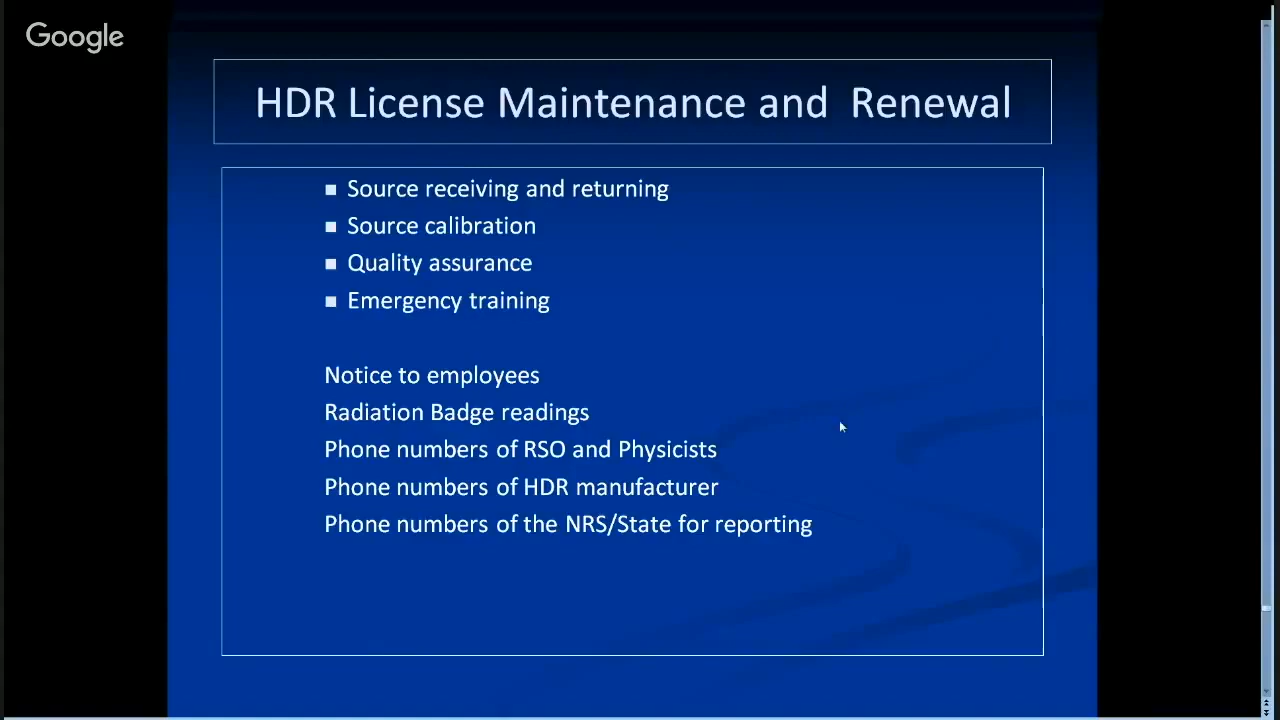 Google
HDR License Maintenance and Renewal
Source receiving and returning
Source calibration
Quality assurance
Emergency training
Notice to employees
Radiation Badge readings
Phone numbers of RSO and Physicists
Phone numbers of HDR manufacturer
Phone numbers of the NRS/State for reporting